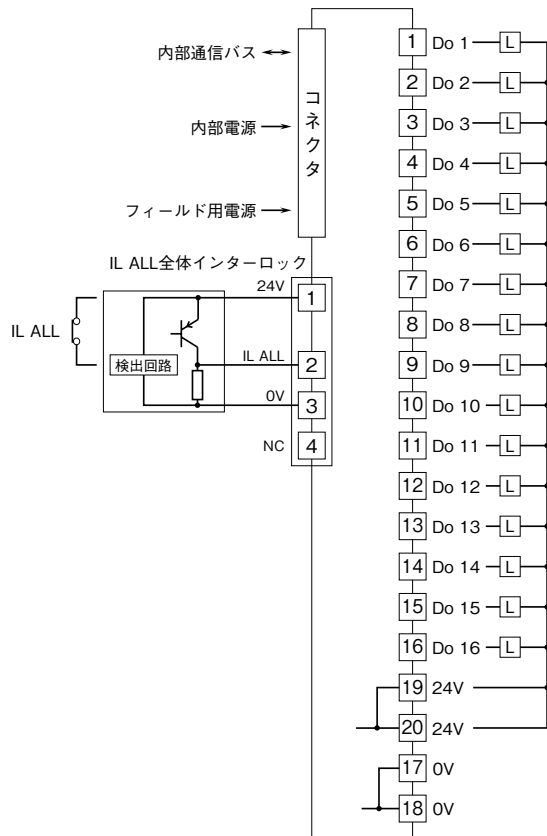 内部通信バス
内部電源
フィールド用電源
コネクタ
IL ALL全体インターロック
24V
1
IL ALL
検出回路
IL ALL
2
0V
3
NC
4
1 Do 1 L
2 Do 2 L
3 Do 3 L
4 Do 4 L
5 Do 5 L
6 Do 6 L
7 Do 7 L
8 Do 8 L
9 Do 9 L
10 Do 10 L
11 Do 11 L
12 Do 12 L
13 Do 13 L
14 Do 14 L
15 Do 15 L
16 Do 16 L
19 24V
20 24V
17 0V
18 0V